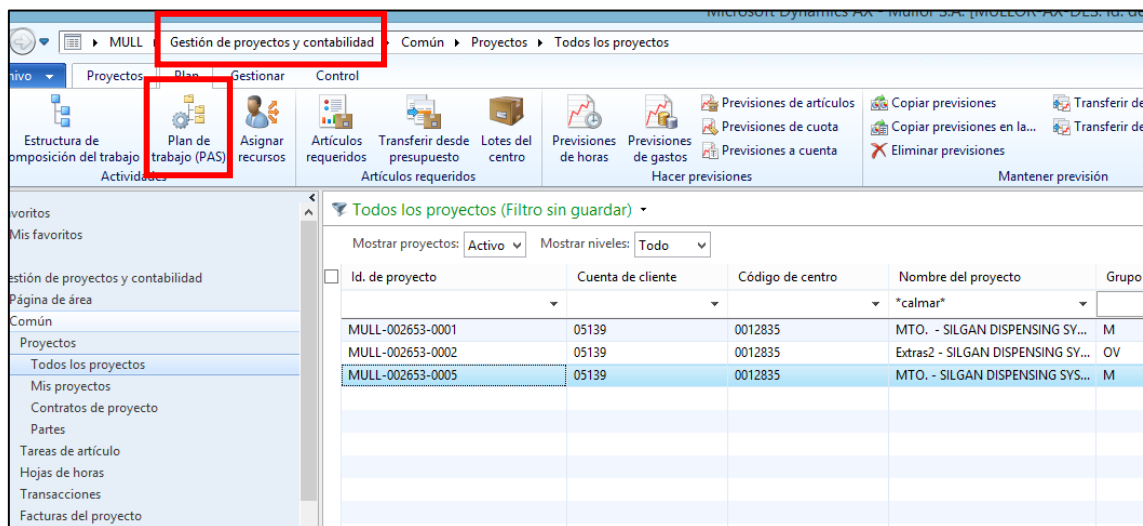 Microsoft Dynamics AX - Mullor S.A. [MULLOR-AX-DES: Id. de
MULL Gestión de proyectos y contabilidad Común Proyectos Todos los proyectos
Proyectos Plan Gestionar Control
Estructura de
trabajo
Plan de
trabajo (PAS)
Asignar
recursos
Actividades
Artículos
requeridos
Transferir desde
presupuesto
Lotes del
centro
Artículos requeridos
Previsiones
de horas
Previsiones
de gastos
Previsiones de artículos
Previsiones de cuota
Previsiones a cuenta
Hacer previsiones
Copiar previsiones
Copiar previsiones en la...
Eliminar previsiones
Transferir de
Transferir de
Mantener previsión
Mis favoritos
de proyectos y contabilidad
Página de área
Común
Proyectos
Todos los proyectos
Mis proyectos
Contratos de proyecto
Partes
Tareas de artículo
Hojas de horas
Transacciones
Facturas del proyecto
Todos los proyectos (Filtro sin guardar)
Mostrar proyectos: Activo Mostrar niveles: Todo
Id. de proyecto Cuenta de cliente Código de centro Nombre del proyecto Grupo
*calmar*
MULL-002653-0001 05139 0012835 MTO. - SILGAN DISPENSING SY... M
MULL-002653-0002 05139 0012835 Extras2 - SILGAN DISPENSING SY... OV
MULL-002653-0005 05139 0012835 MTO. - SILGAN DISPENSING SYS... M